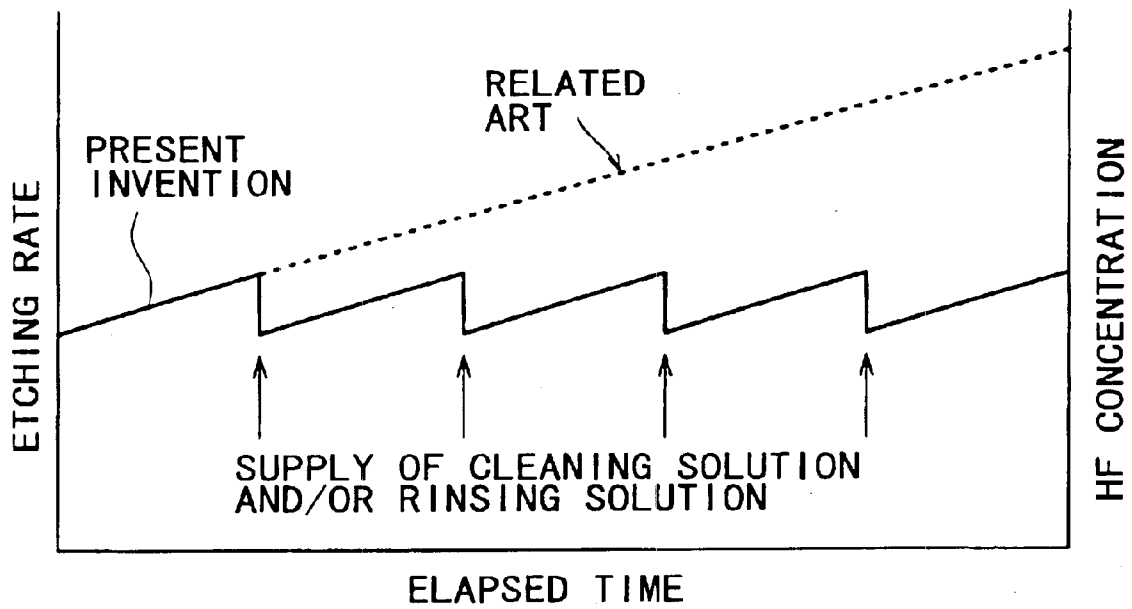 RELATED
ART
PRESENT
INVENTION
ETCHING RATE
HF CONCENTRATION
SUPPLY OF CLEANING SOLUTION
AND/OR RINSING SOLUTION
ELAPSED TIME